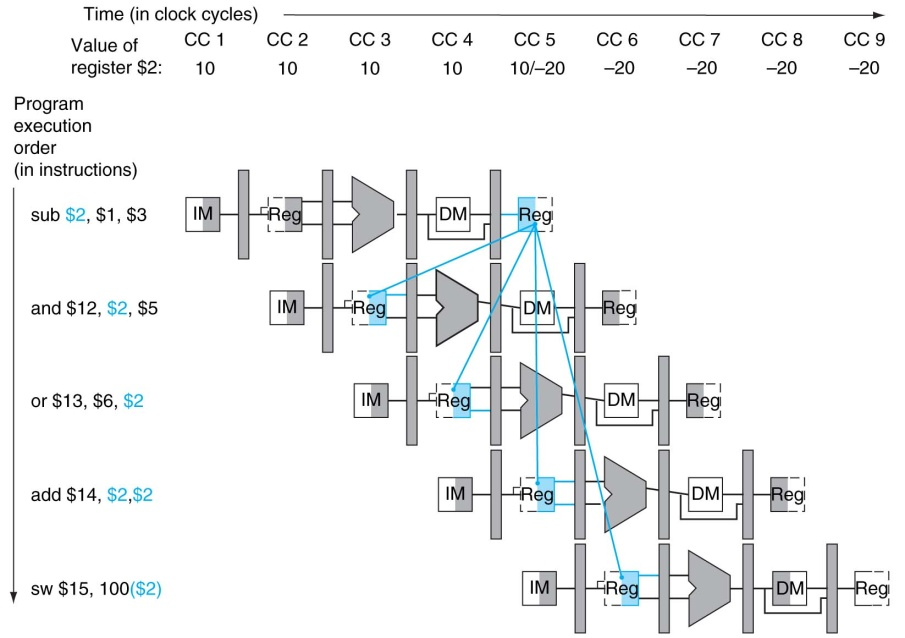 Time (in clock cycles)
Value of register $2:
CC 1 CC 2 CC 3 CC 4 CC 5 CC 6 CC 7 CC 8 CC 9
10 10 10 10 10/–20 –20 –20 –20 –20
Program
execution
order
(in instructions)
sub $2, $1, $3
IM Reg DM Reg
and $12, $2, $5
IM Reg DM Reg
or $13, $6, $2
IM Reg DM Reg
add $14, $2,$2
IM Reg DM Reg
sw $15, 100($2)
IM Reg DM Reg